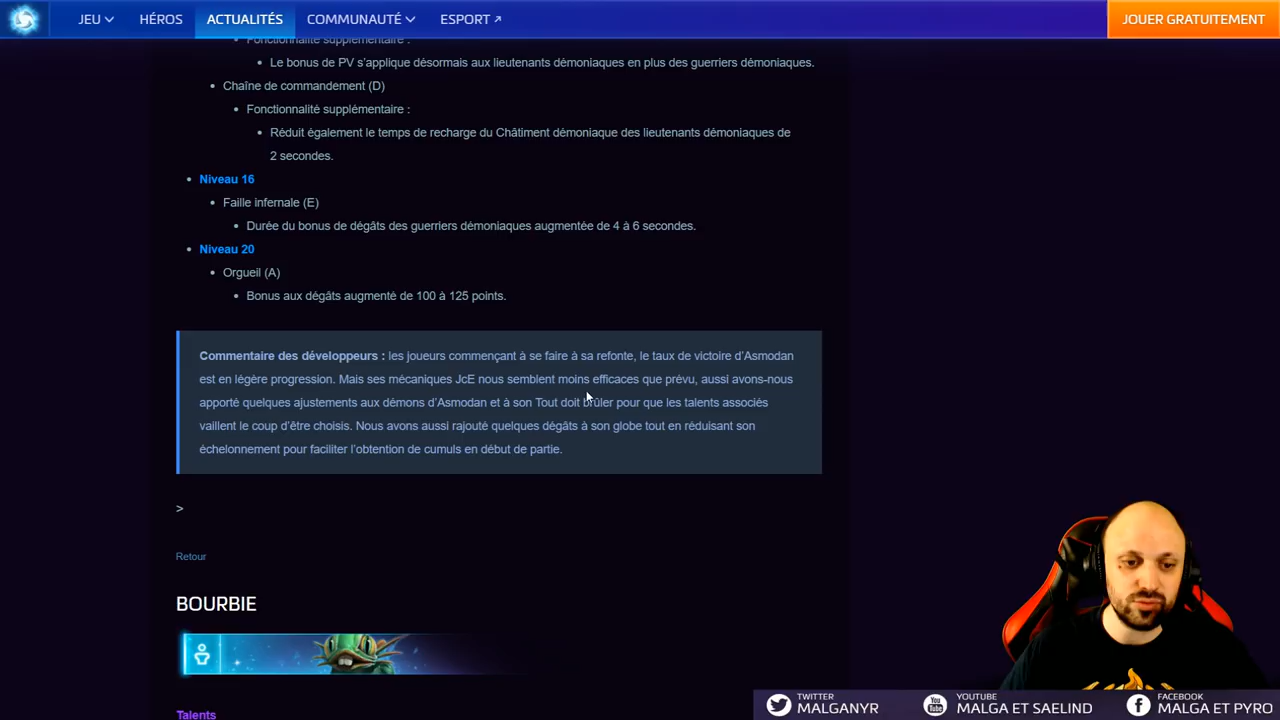 JEU HÉROS ACTUALITÉS COMMUNAUTÉ ESPORT JOUER GRATUITEMENT
Fonctionnalité supplémentaire :
Le bonus de PV s’applique désormais aux lieutenants démoniaques en plus des guerriers démoniaques.
Chaîne de commandement (D)
Fonctionnalité supplémentaire :
Réduit également le temps de recharge du Châtiment démoniaque des lieutenants démoniaques de
2 secondes.
Niveau 16
Faille infernale (E)
Durée du bonus de dégâts des guerriers démoniaques augmentée de 4 à 6 secondes.
Niveau 20
Orgueil (A)
Bonus aux dégâts augmenté de 100 à 125 points.
Commentaire des développeurs : les joueurs commençant à se faire à sa refonte, le taux de victoire d’Asmodan
est en légère progression. Mais ses mécaniques JcE nous semblent moins efficaces que prévu, aussi avons-nous
apporté quelques ajustements aux démons d’Asmodan et à son Tout doit brûler pour que les talents associés
vaillent le coup d’être choisis. Nous avons aussi rajouté quelques dégâts à son globe tout en réduisant son
échelonnement pour faciliter l’obtention de cumuls en début de partie.
>
Retour
BOURBIE
Talents
TWITTER
MALGANYR
YOUTUBE
MALGA ET SAELIND
FACEBOOK
MALGA ET PYRO